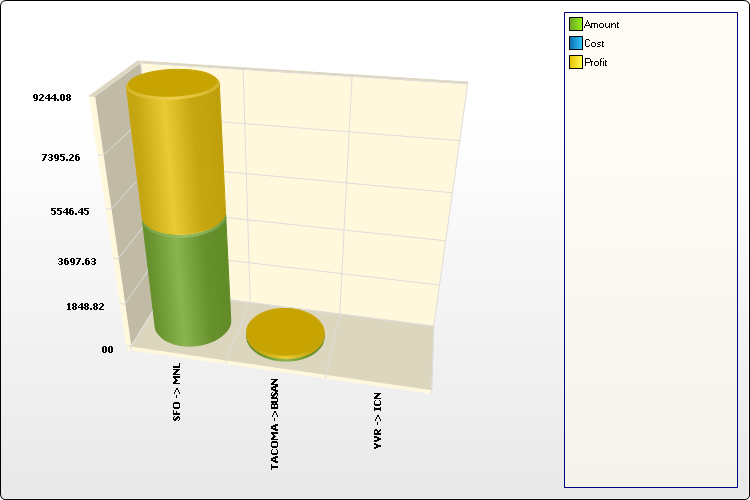 Amount
Cost
Profit
9244.08
7395.26
5546.45
3697.63
1848.82
00
SFO -> MNL
TACOMA -> BUSAN
YVR -> ICN